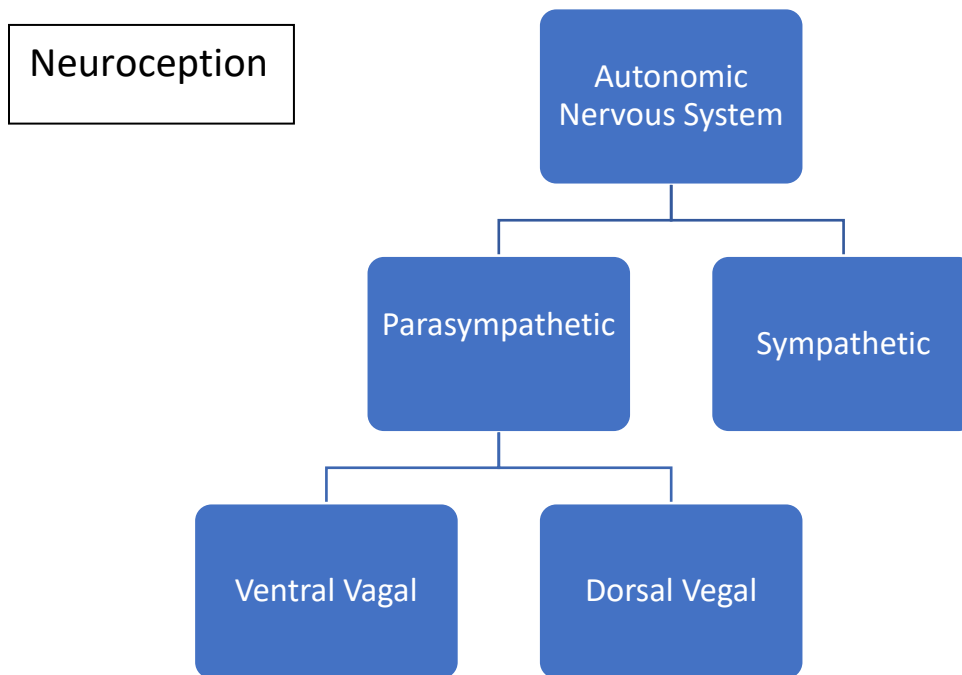 Neuroception
Autonomic
Nervous System
Parasympathetic
Sympathetic
Ventral Vagal
Dorsal Vegal